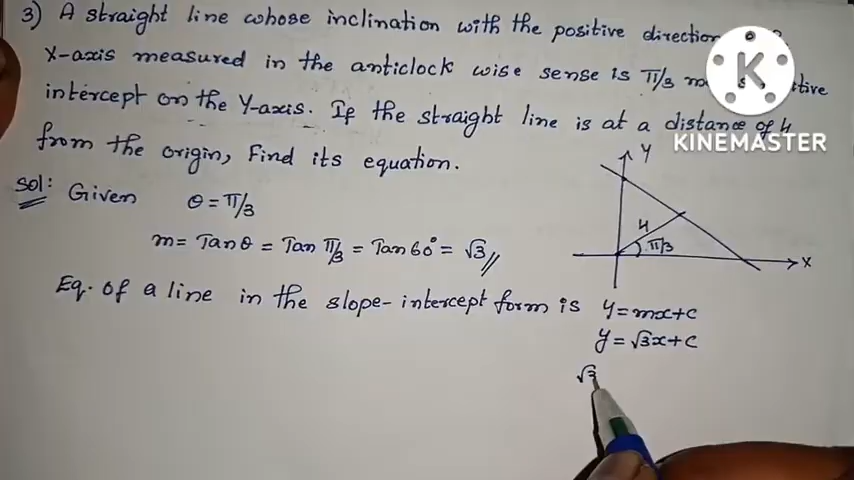 3) A straight line whose inclination with the positive direction
X-axis measured in the anticlock wise sense is π/3
intercept on the Y-axis. If the straight line is at a distance of 4
from the origin, Find its equation.
Sol: Given θ = π/3
m = Tanθ = Tan π/3 = Tan 60° = √3 //
Eq. of a line in the slope-intercept form is y = mx+c
y = √3x+c
√3
Y
4
π/3
X
K
KINEMASTER